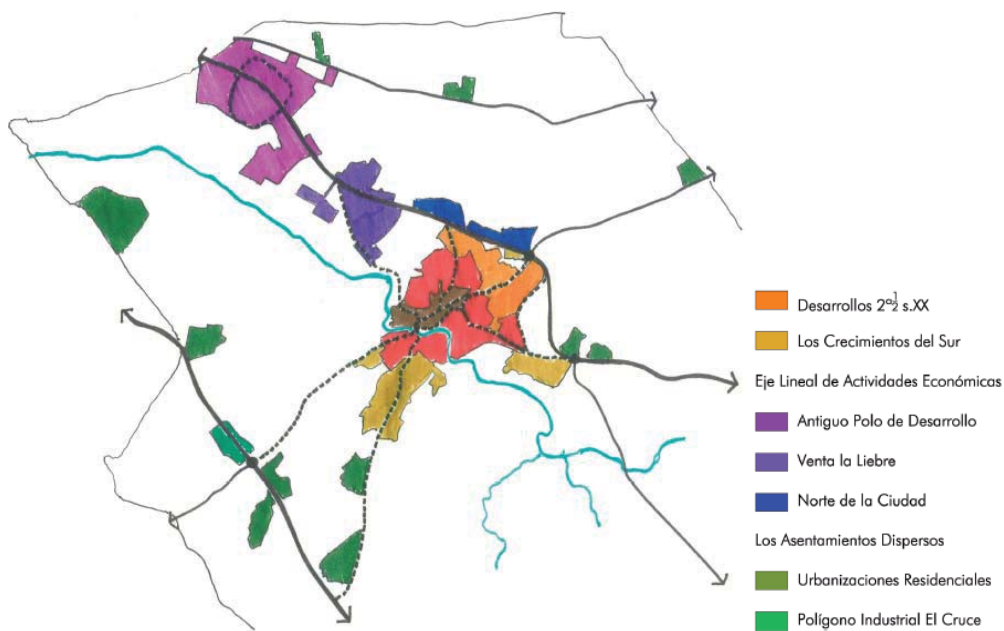 Desarrollos 2ª½ s.XX
Los Crecimientos del Sur
Eje Lineal de Actividades Económicas
Antiguo Polo de Desarrollo
Venta la Liebre
Norte de la Ciudad
Los Asentamientos Dispersos
Urbanizaciones Residenciales
Polígono Industrial El Cruce